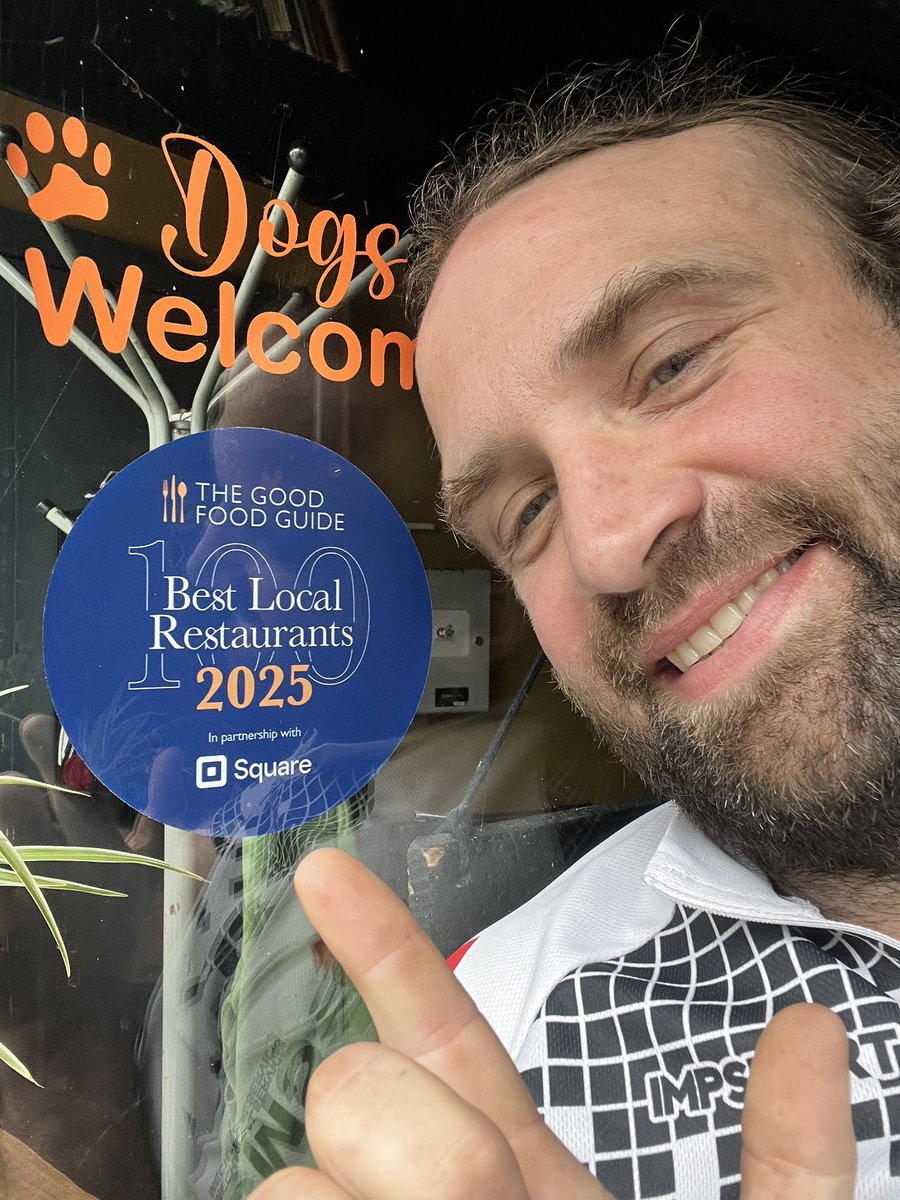 Dogs
Welcom
THE GOOD
FOOD GUIDE
100
Best Local
Restaurants
2025
In partnership with
Square